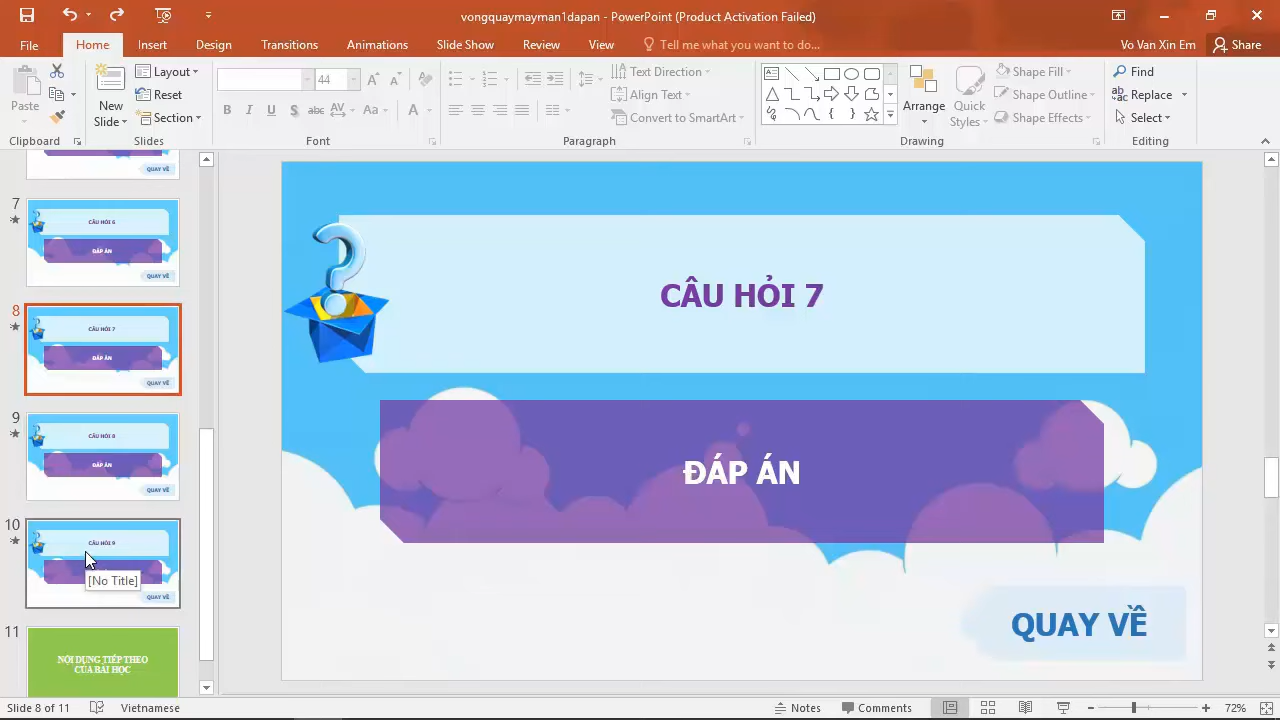 vongquaymayman1dapan - PowerPoint (Product Activation Failed)
File Home Insert Design Transitions Animations Slide Show Review View Tell me what you want to do... Vo Van Xin Em Share
Paste
New Slide
Layout
Reset
Section
44
B I U S abc AV Aa A
Text Direction
Align Text
Convert to SmartArt
Arrange
Quick Styles
Shape Fill
Shape Outline
Shape Effects
Find
Replace
Select
Clipboard Slides Font Paragraph Drawing Editing
QUAY VỀ
7
CÂU HỎI 6
ĐÁP ÁN
QUAY VỀ
8
CÂU HỎI 7
ĐÁP ÁN
QUAY VỀ
9
CÂU HỎI 8
ĐÁP ÁN
QUAY VỀ
10
CÂU HỎI 9
[No Title]
QUAY VỀ
11
NỘI DUNG TIẾP THEO
CỦA BÀI HỌC
CÂU HỎI 7
ĐÁP ÁN
QUAY VỀ
Slide 8 of 11 Vietnamese Notes Comments 72%